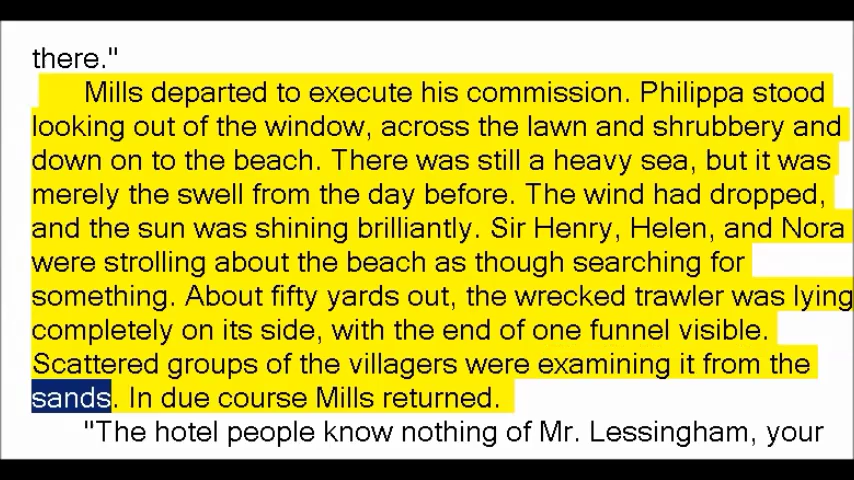 there."
Mills departed to execute his commission. Philippa stood
looking out of the window, across the lawn and shrubbery and
down on to the beach. There was still a heavy sea, but it was
merely the swell from the day before. The wind had dropped,
and the sun was shining brilliantly. Sir Henry, Helen, and Nora
were strolling about the beach as though searching for
something. About fifty yards out, the wrecked trawler was lying
completely on its side, with the end of one funnel visible.
Scattered groups of the villagers were examining it from the
sands. In due course Mills returned.
"The hotel people know nothing of Mr. Lessingham, your